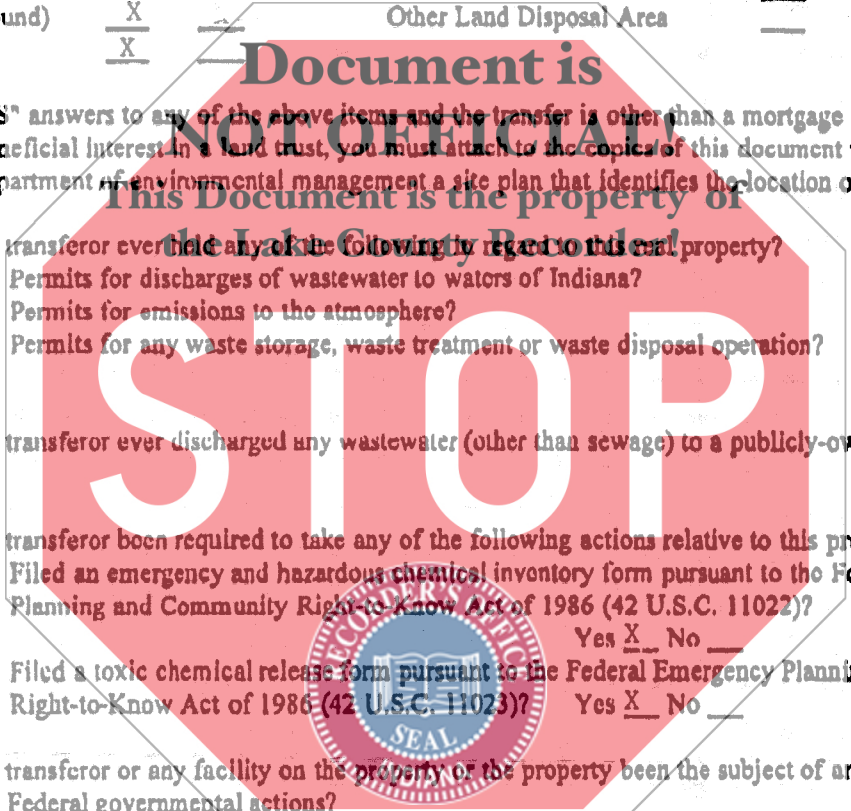 und) X Other Land Disposal Area
X
Document is
S" answers to any of the above items and the transfer is other than a mortgage
NOT OFFICIAL!
neficial interest in a land trust, you must attach to the copies of this document
partment of environmental management a site plan that identifies the location o
This Document is the property of
the Lake County Recorder!
transferor ever held any of the following in regard to this real property?
Permits for discharges of wastewater to waters of Indiana?
Permits for emissions to the atmosphere?
Permits for any waste storage, waste treatment or waste disposal operation?
STOP
transferor ever discharged any wastewater (other than sewage) to a publicly-ow
transferor been required to take any of the following actions relative to this pr
Filed an emergency and hazardous chemical inventory form pursuant to the Fe
Planning and Community Right-to-Know Act of 1986 (42 U.S.C. 11022)?
Yes X No
RECORDER'S OFFICE
Filed a toxic chemical release form pursuant to the Federal Emergency Planni
Right-to-Know Act of 1986 (42 U.S.C. 11023)? Yes X No
SEAL
transferor or any facility on the property or the property been the subject of an
Federal governmental actions?